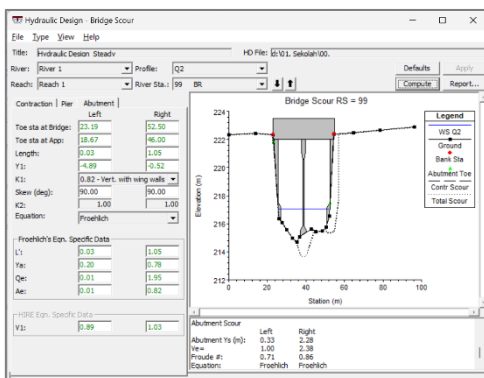 Hydraulic Design - Bridge Scour
File Type View Help
Title: Hydraulic Design Steady HD File: d:\01. Sekolah\00.
River: River 1 Profile: Q2 Defaults Apply
Reach: Reach 1 River Sta.: 99 BR Compute Report...
Contraction Pier Abutment
Left Right
Toe sta at Bridge: 23.19 52.50
Toe sta at App: 18.67 46.00
Length: 0.03 1.05
Y1: -4.89 -0.52
K1: 0.82 - Vert. with wing walls
Skew (deg): 90.00 90.00
K2: 1.00 1.00
Equation: Froehlich
Froehlich's Eqn. Specific Data
L': 0.03 1.05
Ya: 0.20 0.78
Qe: 0.01 1.95
Ae: 0.01 0.82
HIRE Eqn. Specific Data
V1: 0.89 1.03
Bridge Scour RS = 99
Elevation (m)
224
222
220
218
216
214
212
0 20 40 60 80 100
Station (m)
Legend
WS Q2
Ground
Bank Sta
Abutment Toe
Contr Scour
Total Scour
Abutment Scour
Left Right
Abutment Ys (m): 0.33 2.28
Ve= 1.00 2.38
Froude #: 0.71 0.86
Equation: Froehlich Froehlich